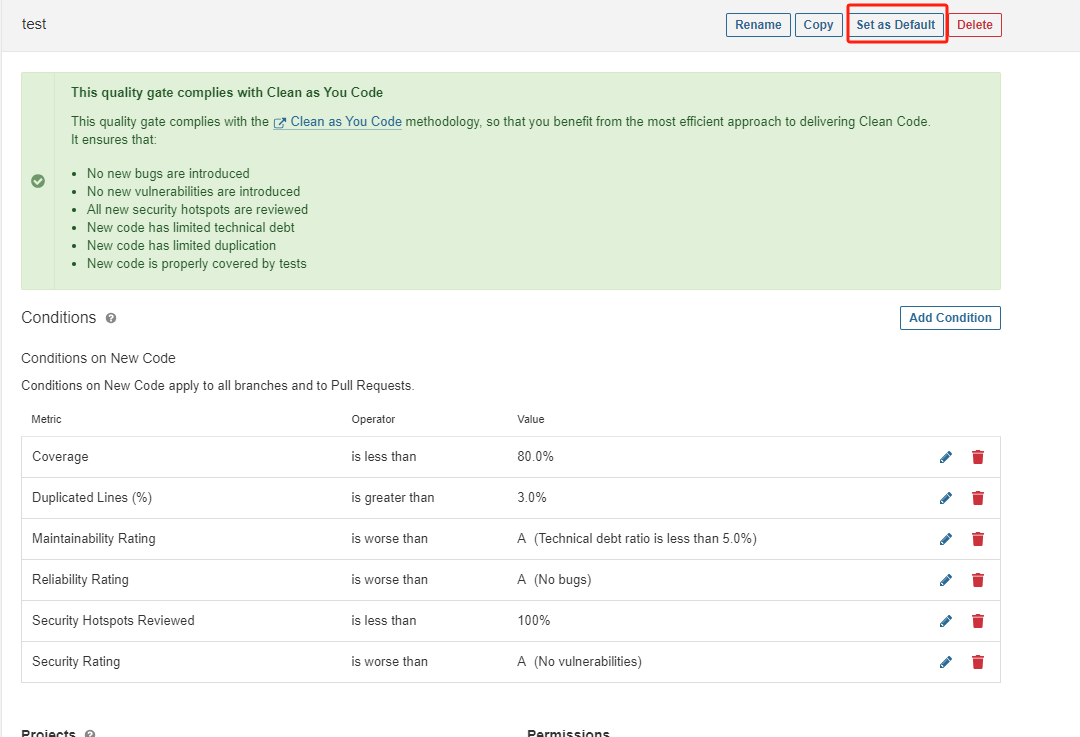 test
Rename Copy Set as Default Delete
This quality gate complies with Clean as You Code
This quality gate complies with the Clean as You Code methodology, so that you benefit from the most efficient approach to delivering Clean Code.
It ensures that:
• No new bugs are introduced
• No new vulnerabilities are introduced
• All new security hotspots are reviewed
• New code has limited technical debt
• New code has limited duplication
• New code is properly covered by tests
Conditions ?
Add Condition
Conditions on New Code
Conditions on New Code apply to all branches and to Pull Requests.
Metric Operator Value
Coverage is less than 80.0%
Duplicated Lines (%) is greater than 3.0%
Maintainability Rating is worse than A (Technical debt ratio is less than 5.0%)
Reliability Rating is worse than A (No bugs)
Security Hotspots Reviewed is less than 100%
Security Rating is worse than A (No vulnerabilities)
Projects ? Permissions